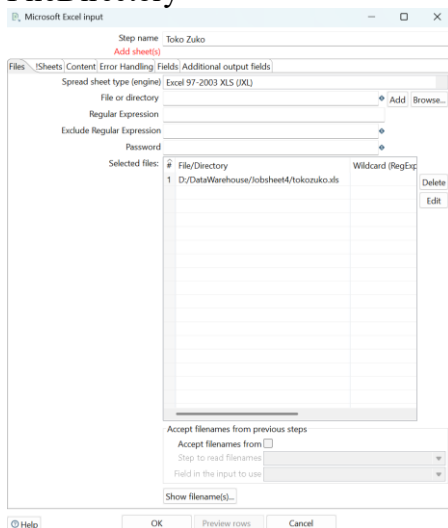 Microsoft Excel input
Step name Toko Zuko
Add sheet(s)
Files !Sheets Content Error Handling Fields Additional output fields
Spread sheet type (engine) Excel 97-2003 XLS (JXL)
File or directory Add Browse...
Regular Expression
Exclude Regular Expression
Password
Selected files: # File/Directory Wildcard (RegExp
1 D:/DataWarehouse/Jobsheet4/tokozuko.xls
Delete
Edit
Accept filenames from previous steps
Accept filenames from
Step to read filenames
Field in the input to use
Show filename(s)...
Help OK Preview rows Cancel